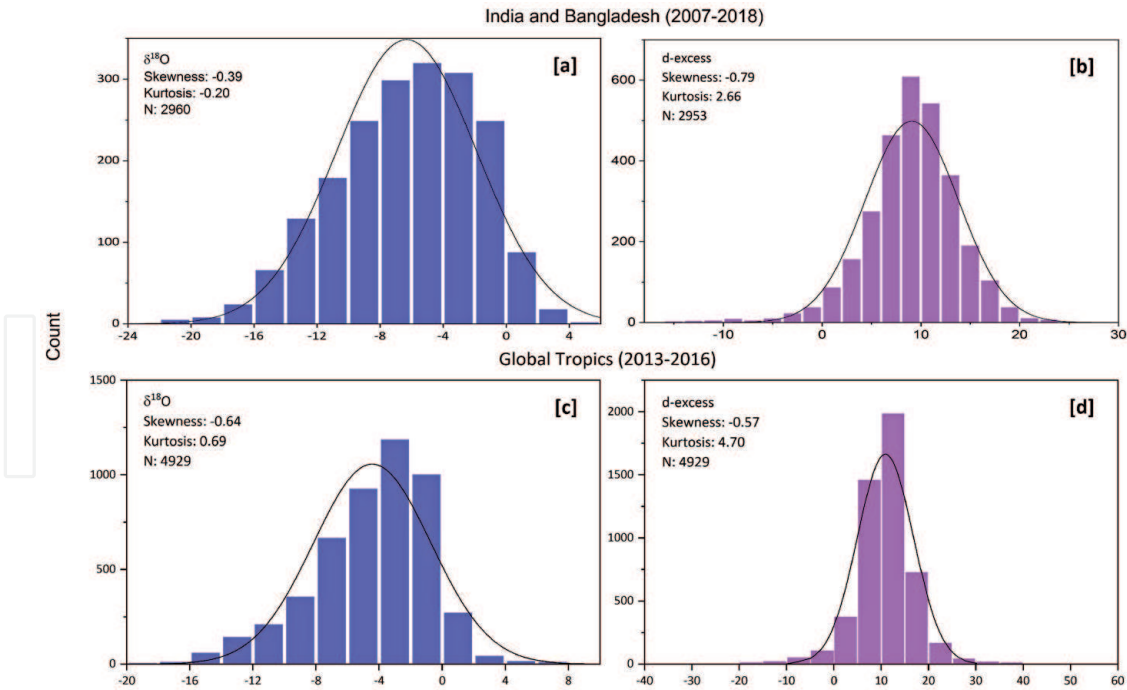 India and Bangladesh (2007-2018)
δ¹⁸O
Skewness: -0.39
Kurtosis: -0.20
N: 2960
[a]
300
200
100
0
-24 -20 -16 -12 -8 -4 0 4
d-excess
Skewness: -0.79
Kurtosis: 2.66
N: 2953
[b]
600
400
200
0
-10 0 10 20 30
Count
Global Tropics (2013-2016)
δ¹⁸O
Skewness: -0.64
Kurtosis: 0.69
N: 4929
[c]
1500
1000
500
0
-20 -16 -12 -8 -4 0 4 8
d-excess
Skewness: -0.57
Kurtosis: 4.70
N: 4929
[d]
2000
1500
1000
500
0
-40 -30 -20 -10 0 10 20 30 40 50 60